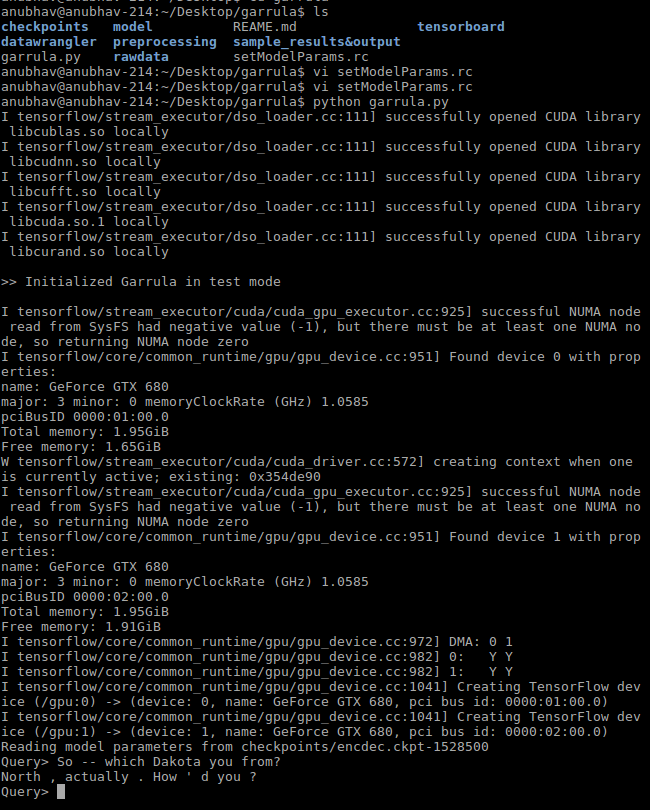 anubhav@anubhav-214:~/Desktop/garrula$ ls
checkpoints   model          REAME.md               tensorboard
datawrangler  preprocessing  sample_results&output
garrula.py    rawdata        setModelParams.rc
anubhav@anubhav-214:~/Desktop/garrula$ vi setModelParams.rc
anubhav@anubhav-214:~/Desktop/garrula$ vi setModelParams.rc
anubhav@anubhav-214:~/Desktop/garrula$ python garrula.py
I tensorflow/stream_executor/dso_loader.cc:111] successfully opened CUDA library
 libcublas.so locally
I tensorflow/stream_executor/dso_loader.cc:111] successfully opened CUDA library
 libcudnn.so locally
I tensorflow/stream_executor/dso_loader.cc:111] successfully opened CUDA library
 libcufft.so locally
I tensorflow/stream_executor/dso_loader.cc:111] successfully opened CUDA library
 libcuda.so.1 locally
I tensorflow/stream_executor/dso_loader.cc:111] successfully opened CUDA library
 libcurand.so locally
>> Initialized Garrula in test mode
I tensorflow/stream_executor/cuda/cuda_gpu_executor.cc:925] successful NUMA node
 read from SysFS had negative value (-1), but there must be at least one NUMA no
de, so returning NUMA node zero
I tensorflow/core/common_runtime/gpu/gpu_device.cc:951] Found device 0 with prop
erties:
name: GeForce GTX 680
major: 3 minor: 0 memoryClockRate (GHz) 1.0585
pciBusID 0000:01:00.0
Total memory: 1.95GiB
Free memory: 1.65GiB
W tensorflow/stream_executor/cuda/cuda_driver.cc:572] creating context when one
is currently active; existing: 0x354de90
I tensorflow/stream_executor/cuda/cuda_gpu_executor.cc:925] successful NUMA node
 read from SysFS had negative value (-1), but there must be at least one NUMA no
de, so returning NUMA node zero
I tensorflow/core/common_runtime/gpu/gpu_device.cc:951] Found device 1 with prop
erties:
name: GeForce GTX 680
major: 3 minor: 0 memoryClockRate (GHz) 1.0585
pciBusID 0000:02:00.0
Total memory: 1.95GiB
Free memory: 1.91GiB
I tensorflow/core/common_runtime/gpu/gpu_device.cc:972] DMA: 0 1
I tensorflow/core/common_runtime/gpu/gpu_device.cc:982] 0:   Y Y
I tensorflow/core/common_runtime/gpu/gpu_device.cc:982] 1:   Y Y
I tensorflow/core/common_runtime/gpu/gpu_device.cc:1041] Creating TensorFlow dev
ice (/gpu:0) -> (device: 0, name: GeForce GTX 680, pci bus id: 0000:01:00.0)
I tensorflow/core/common_runtime/gpu/gpu_device.cc:1041] Creating TensorFlow dev
ice (/gpu:1) -> (device: 1, name: GeForce GTX 680, pci bus id: 0000:02:00.0)
Reading model parameters from checkpoints/encdec.ckpt-1528500
Query> So -- which Dakota you from?
North , actually . How ' d you ?
Query>